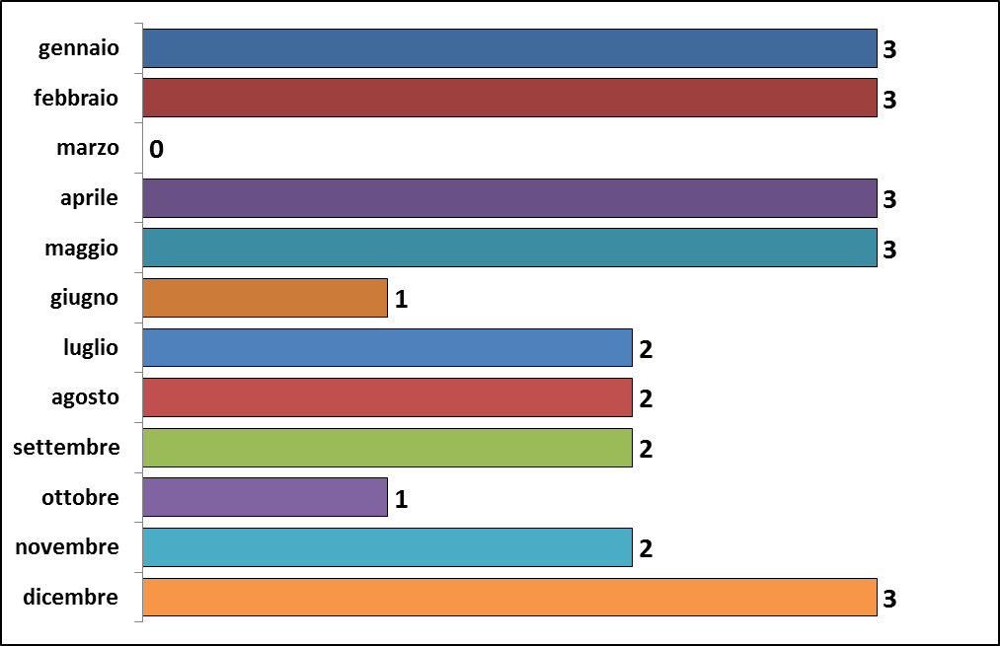 gennaio 3
febbraio 3
marzo 0
aprile 3
maggio 3
giugno 1
luglio 2
agosto 2
settembre 2
ottobre 1
novembre 2
dicembre 3